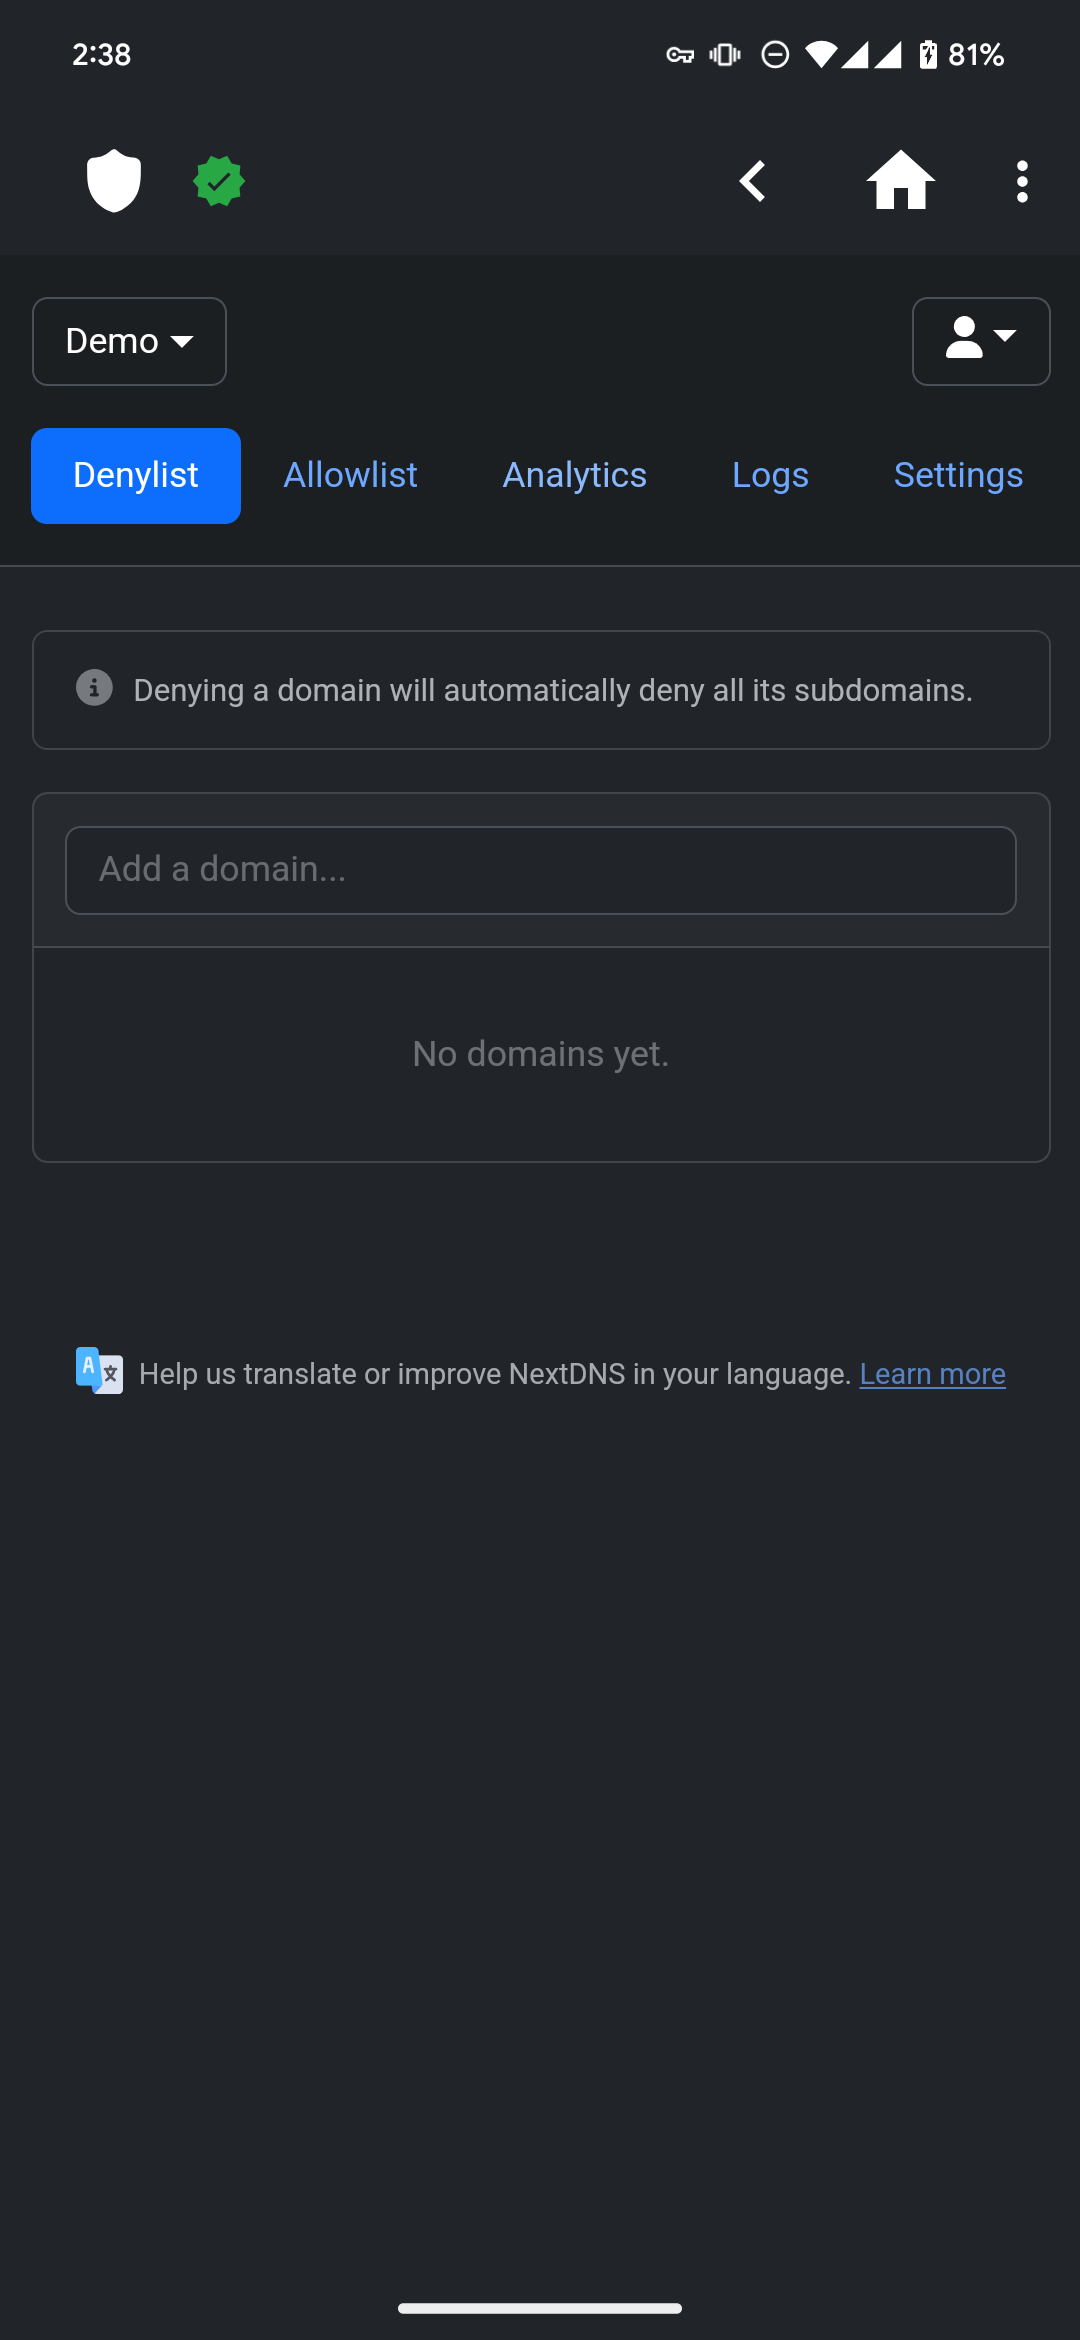 2:38
81%
Demo
Denylist Allowlist Analytics Logs Settings
Denying a domain will automatically deny all its subdomains.
Add a domain...
No domains yet.
Help us translate or improve NextDNS in your language. Learn more